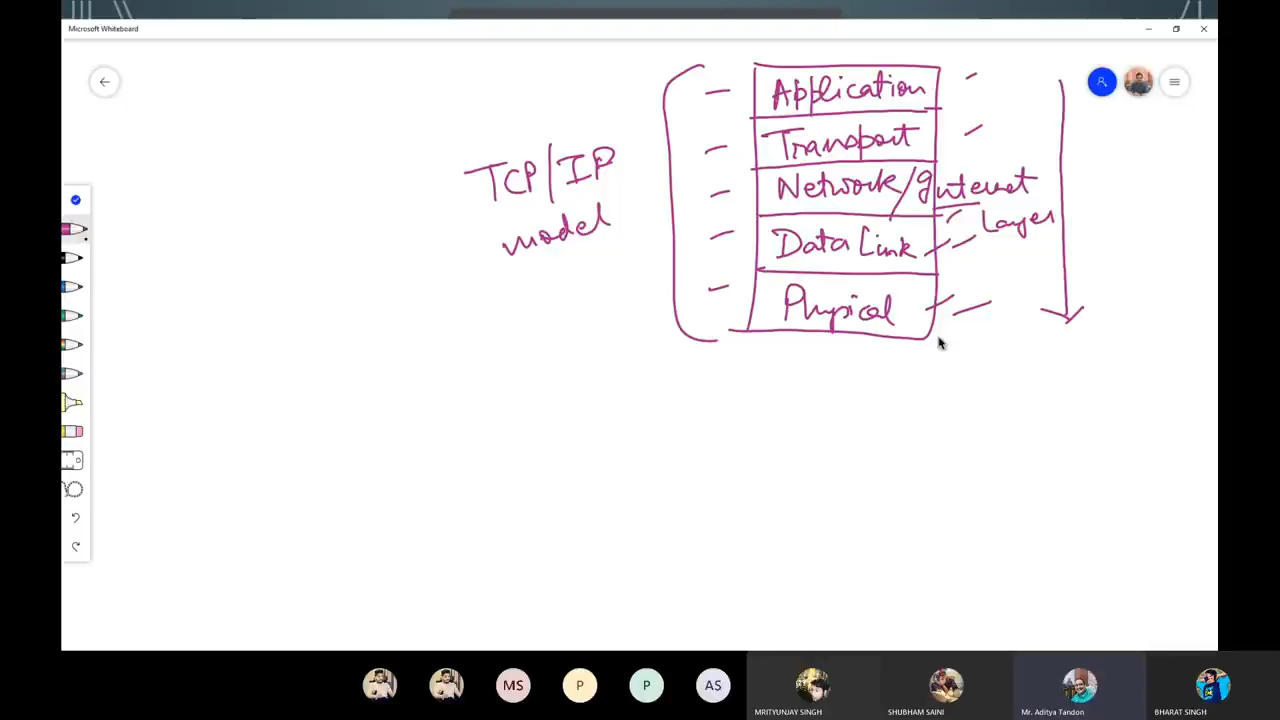 Microsoft Whiteboard
Application
Transport
TCP/IP
model
Network/Internet
Layer
Data Link
Physical
MS
P
P
AS
MRITYUNJAY SINGH
SHUBHAM SAINI
Mr. Aditya Tandon
BHARAT SINGH